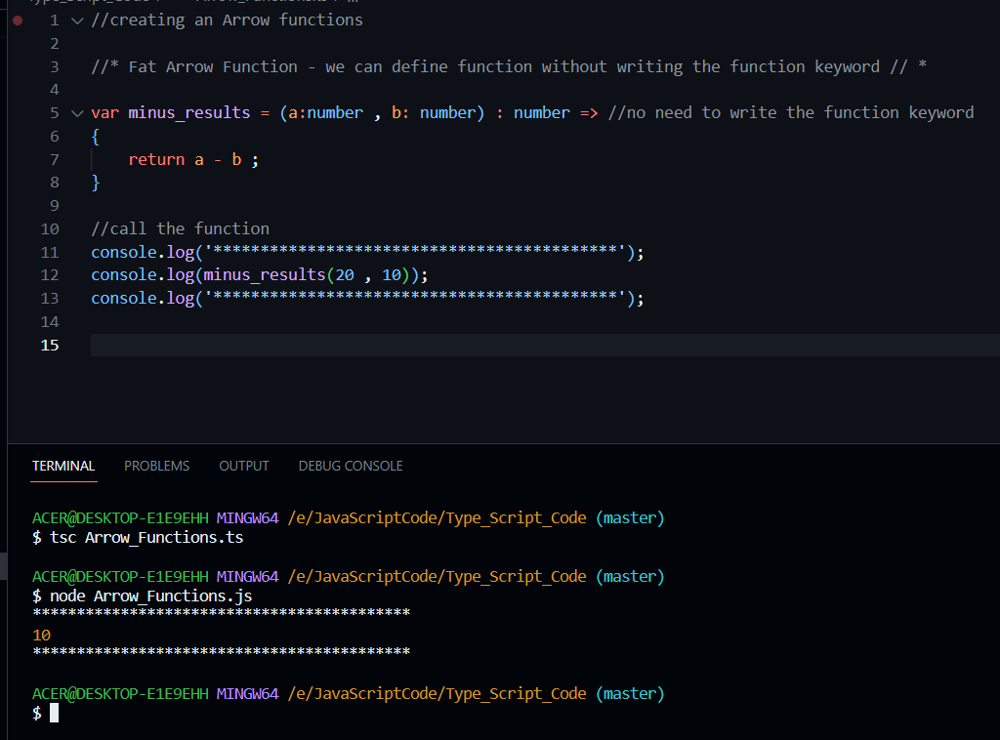 1 //creating an Arrow functions
2
3 //* Fat Arrow Function - we can define function without writing the function keyword // *
4
5 var minus_results = (a:number , b: number) : number => //no need to write the function keyword
6 {
7 return a - b ;
8 }
9
10 //call the function
11 console.log('*******************************************');
12 console.log(minus_results(20 , 10));
13 console.log('*******************************************');
14
15
TERMINAL PROBLEMS OUTPUT DEBUG CONSOLE
ACER@DESKTOP-E1E9EHH MINGW64 /e/JavaScriptCode/Type_Script_Code (master)
$ tsc Arrow_Functions.ts
ACER@DESKTOP-E1E9EHH MINGW64 /e/JavaScriptCode/Type_Script_Code (master)
$ node Arrow_Functions.js
*******************************************
10
*******************************************
ACER@DESKTOP-E1E9EHH MINGW64 /e/JavaScriptCode/Type_Script_Code (master)
$